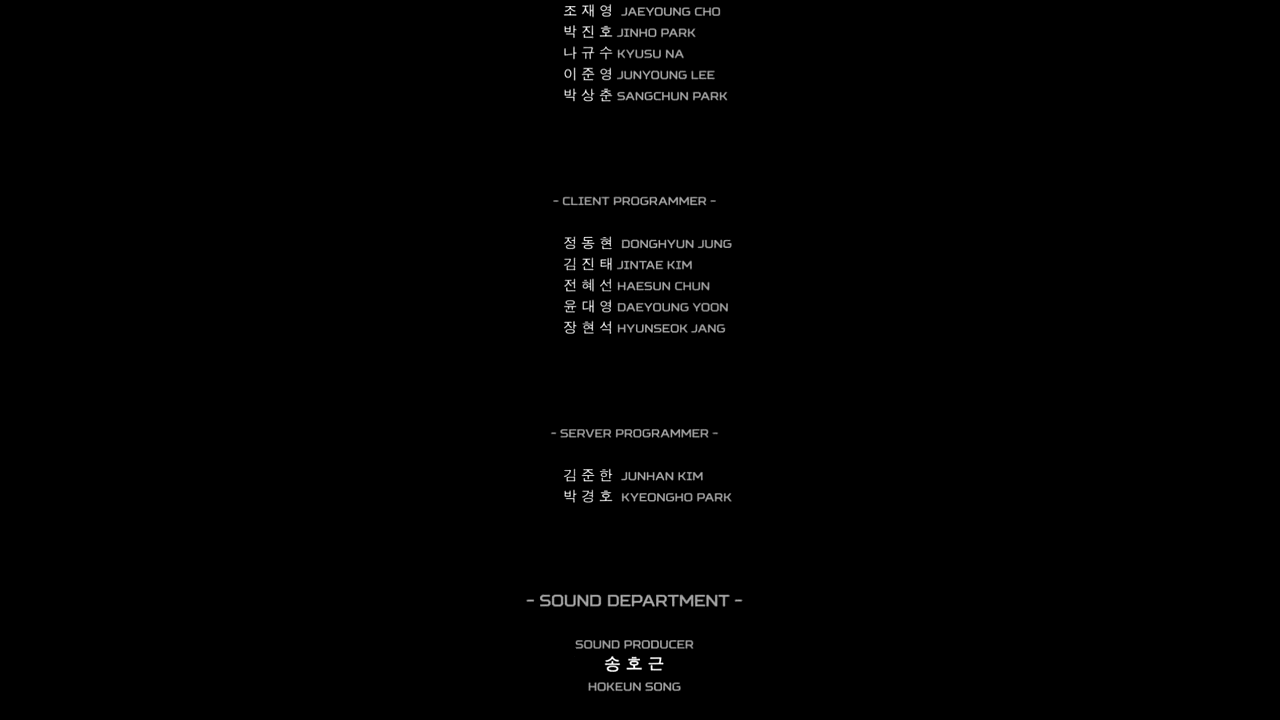 조 재 영 JAEYOUNG CHO
박 진 호 JINHO PARK
나 규 수 KYUSU NA
이 준 영 JUNYOUNG LEE
박 상 춘 SANGCHUN PARK
- CLIENT PROGRAMMER -
정 동 현 DONGHYUN JUNG
김 진 태 JINTAE KIM
전 혜 선 HAESUN CHUN
윤 대 영 DAEYOUNG YOON
장 현 석 HYUNSEOK JANG
- SERVER PROGRAMMER -
김 준 한 JUNHAN KIM
박 경 호 KYEONGHO PARK
- SOUND DEPARTMENT -
SOUND PRODUCER
송 호 근
HOKEUN SONG